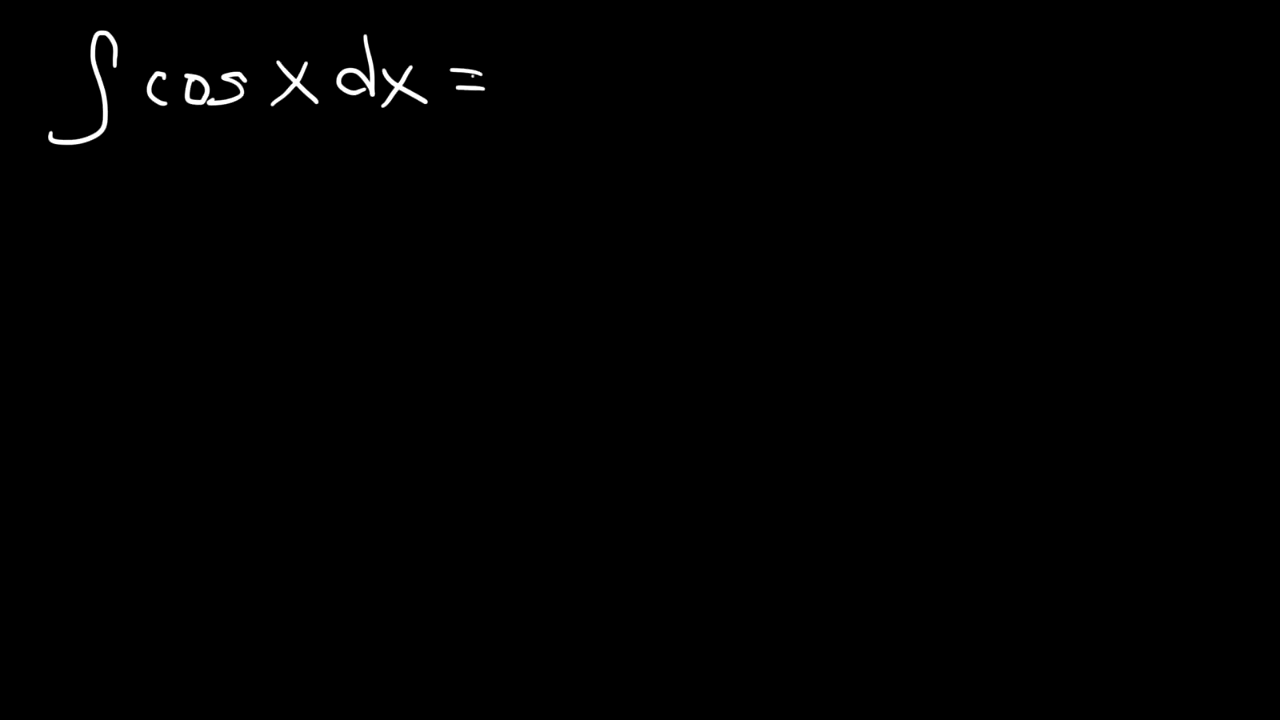 ∫ cos x dx =